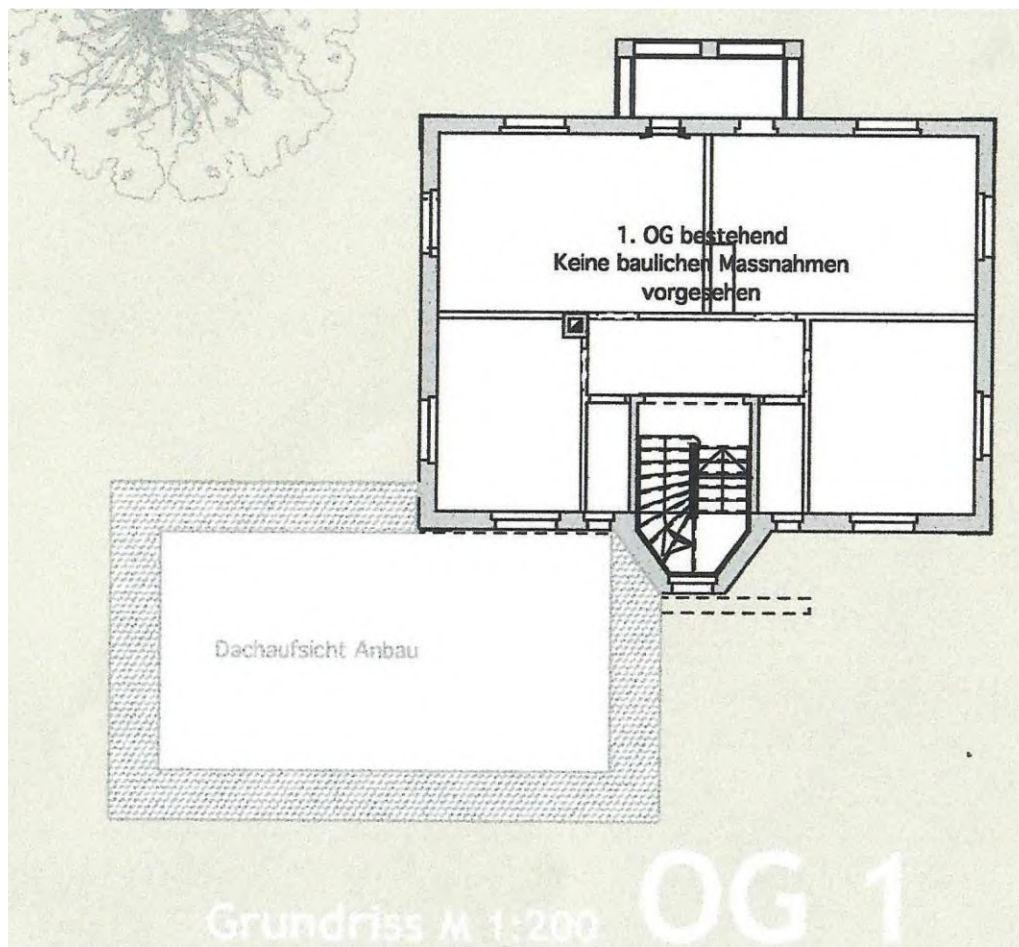 1. OG bestehend
Keine baulichen Massnahmen
vorgesehen
Dachaufsicht Anbau
Grundriss M 1:200 OG 1